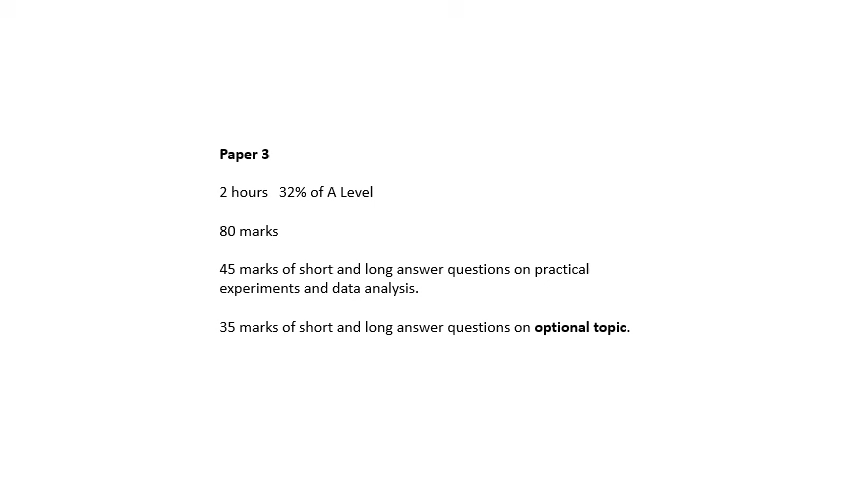 Paper 3
2 hours   32% of A Level
80 marks
45 marks of short and long answer questions on practical
experiments and data analysis.
35 marks of short and long answer questions on optional topic.